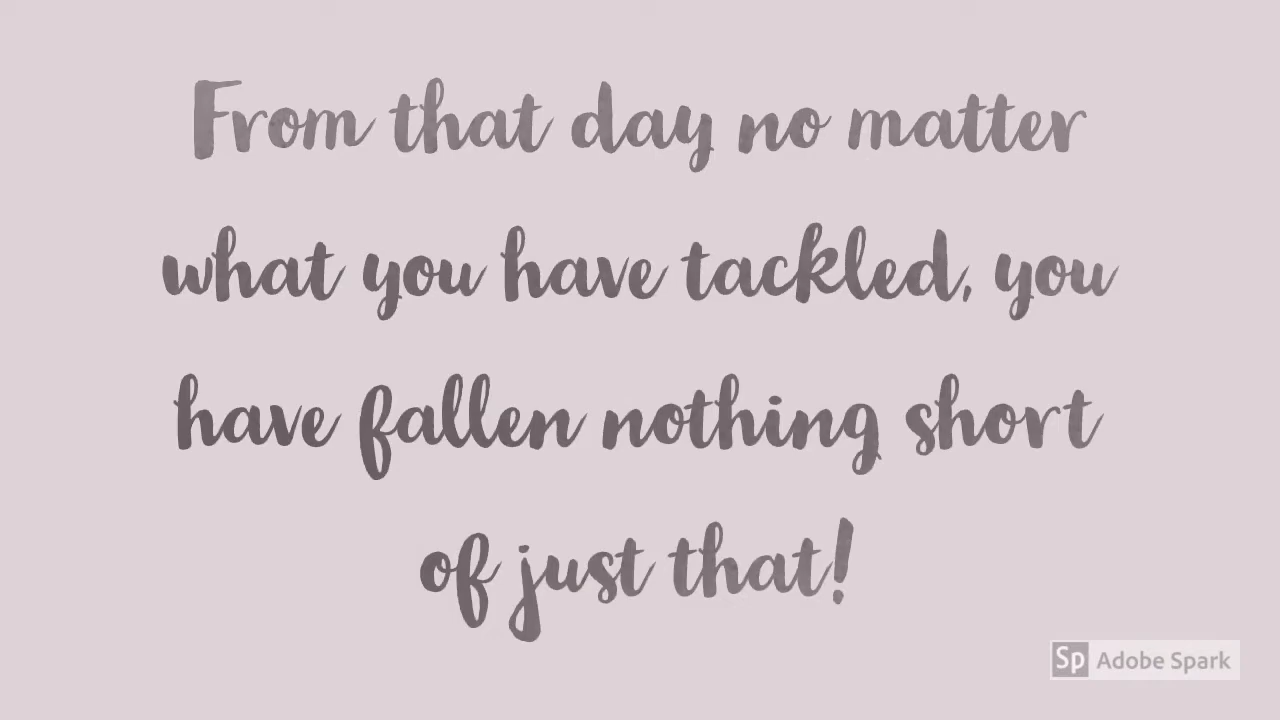 From that day no matter
what you have tackled, you
have fallen nothing short
of just that!
Sp Adobe Spark